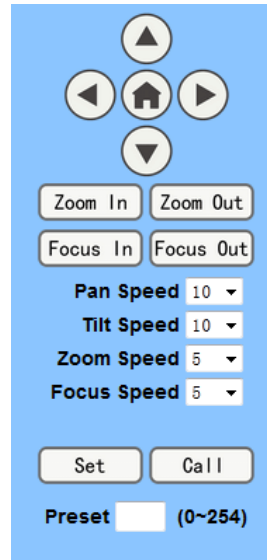 Zoom In Zoom Out
Focus In Focus Out
Pan Speed 10
Tilt Speed 10
Zoom Speed 5
Focus Speed 5
Set Call
Preset (0~254)